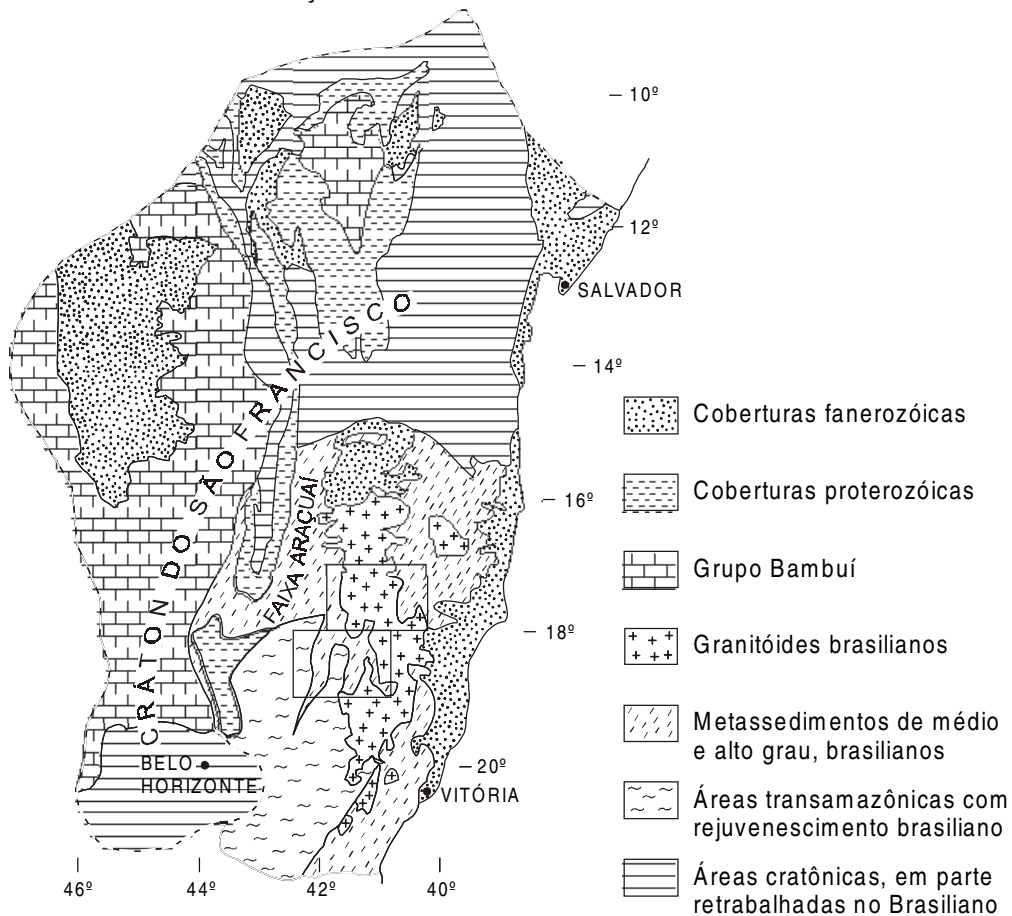 10º
12º
SALVADOR
14º
CRÁTON DO SÃO FRANCISCO
Coberturas fanerozóicas
Coberturas proterozóicas
16º
FAIXA ARAÇUAÍ
Grupo Bambuí
18º
Granitóides brasilianos
Metassedimentos de médio
e alto grau, brasilianos
20º
BELO
HORIZONTE
VITÓRIA
Áreas transamazônicas com
rejuvenescimento brasiliano
46º 44º 42º 40º
Áreas cratônicas, em parte
retrabalhadas no Brasiliano